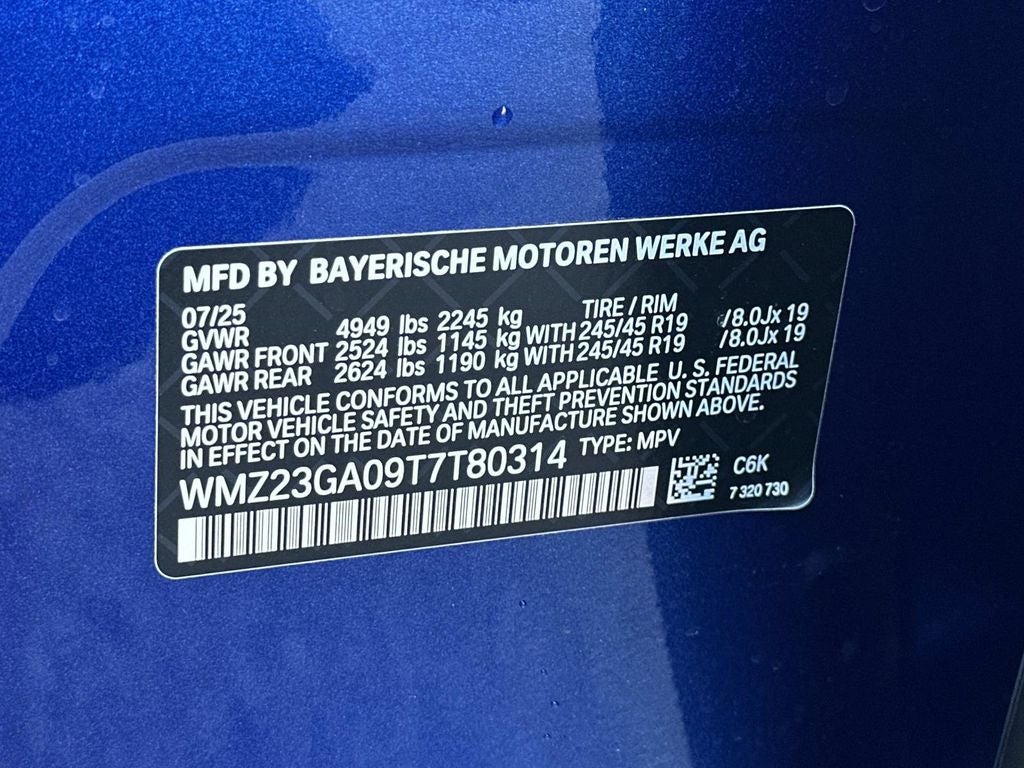 MFD BY BAYERISCHE MOTOREN WERKE AG
07/25 TIRE / RIM
GVWR 4949 lbs 2245 kg
GAWR FRONT 2524 lbs 1145 kg WITH 245/45 R19 /8.0Jx 19
GAWR REAR 2624 lbs 1190 kg WITH 245/45 R19 /8.0Jx 19
THIS VEHICLE CONFORMS TO ALL APPLICABLE U. S. FEDERAL
MOTOR VEHICLE SAFETY AND THEFT PREVENTION STANDARDS
IN EFFECT ON THE DATE OF MANUFACTURE SHOWN ABOVE.
WMZ23GA09T7T80314 TYPE: MPV
C6K
7 320 730